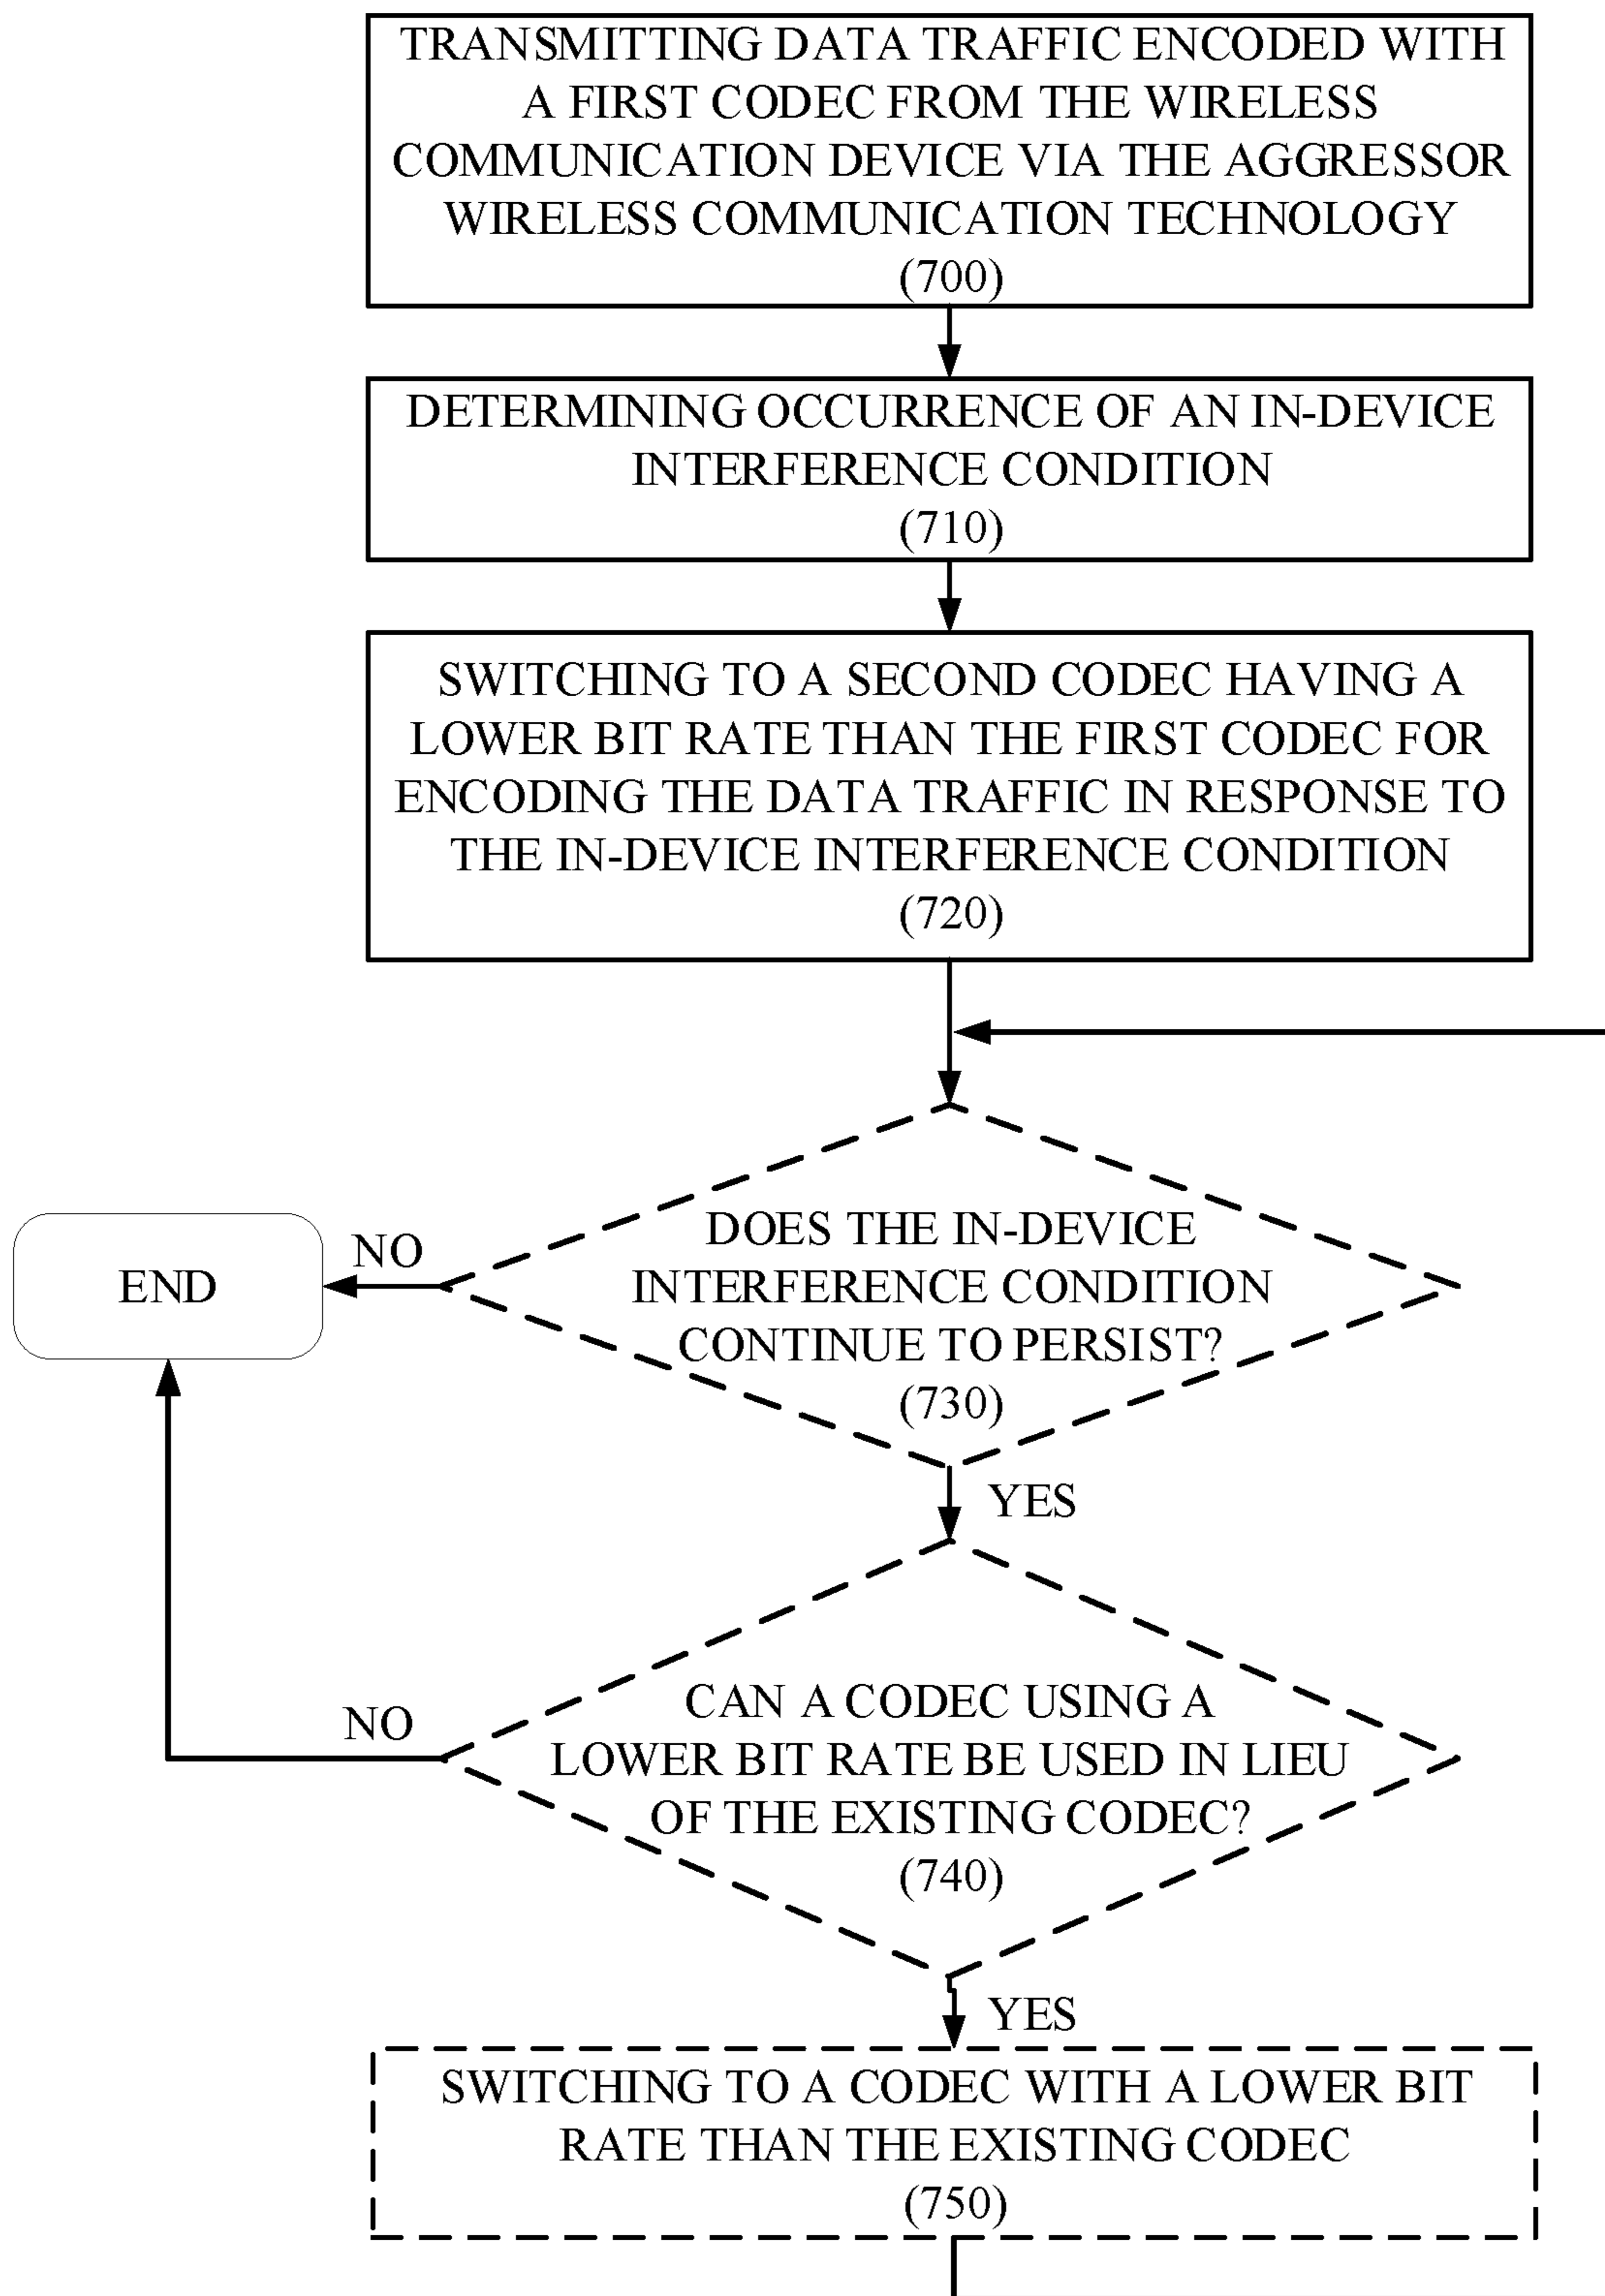 TRANSMITTING DATA TRAFFIC ENCODED WITH
A FIRST CODEC FROM THE WIRELESS
COMMUNICATION DEVICE VIA THE AGGRESSOR
WIRELESS COMMUNICATION TECHNOLOGY
(700)
DETERMINING OCCURRENCE OF AN IN-DEVICE
INTERFERENCE CONDITION
(710)
SWITCHING TO A SECOND CODEC HAVING A
LOWER BIT RATE THAN THE FIRST CODEC FOR
ENCODING THE DATA TRAFFIC IN RESPONSE TO
THE IN-DEVICE INTERFERENCE CONDITION
(720)
DOES THE IN-DEVICE
INTERFERENCE CONDITION
CONTINUE TO PERSIST?
(730)
NO
END
YES
CAN A CODEC USING A
LOWER BIT RATE BE USED IN LIEU
OF THE EXISTING CODEC?
(740)
NO
YES
SWITCHING TO A CODEC WITH A LOWER BIT
RATE THAN THE EXISTING CODEC
(750)